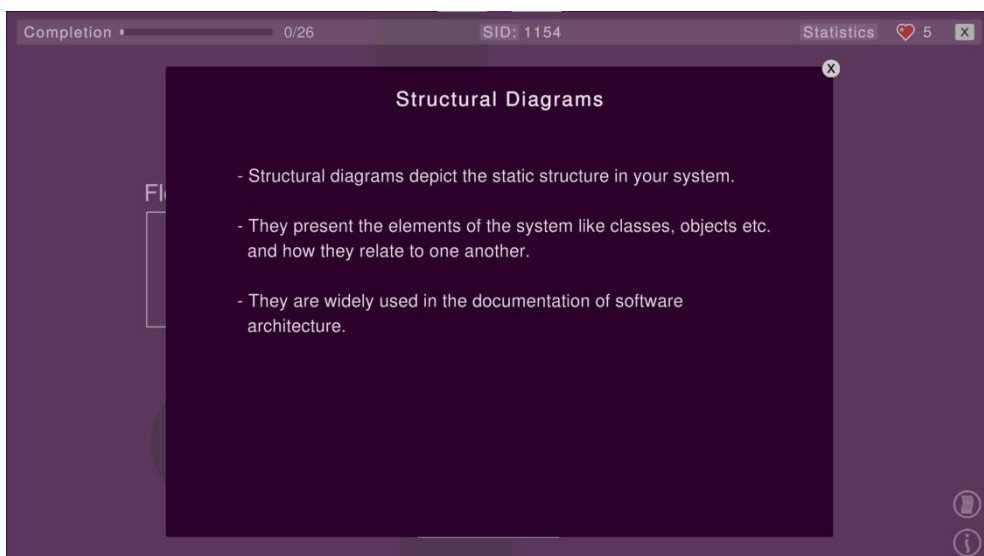 Completion 0/26 SID: 1154 Statistics 5 X
X
Structural Diagrams
- Structural diagrams depict the static structure in your system.
- They present the elements of the system like classes, objects etc.
and how they relate to one another.
- They are widely used in the documentation of software
architecture.